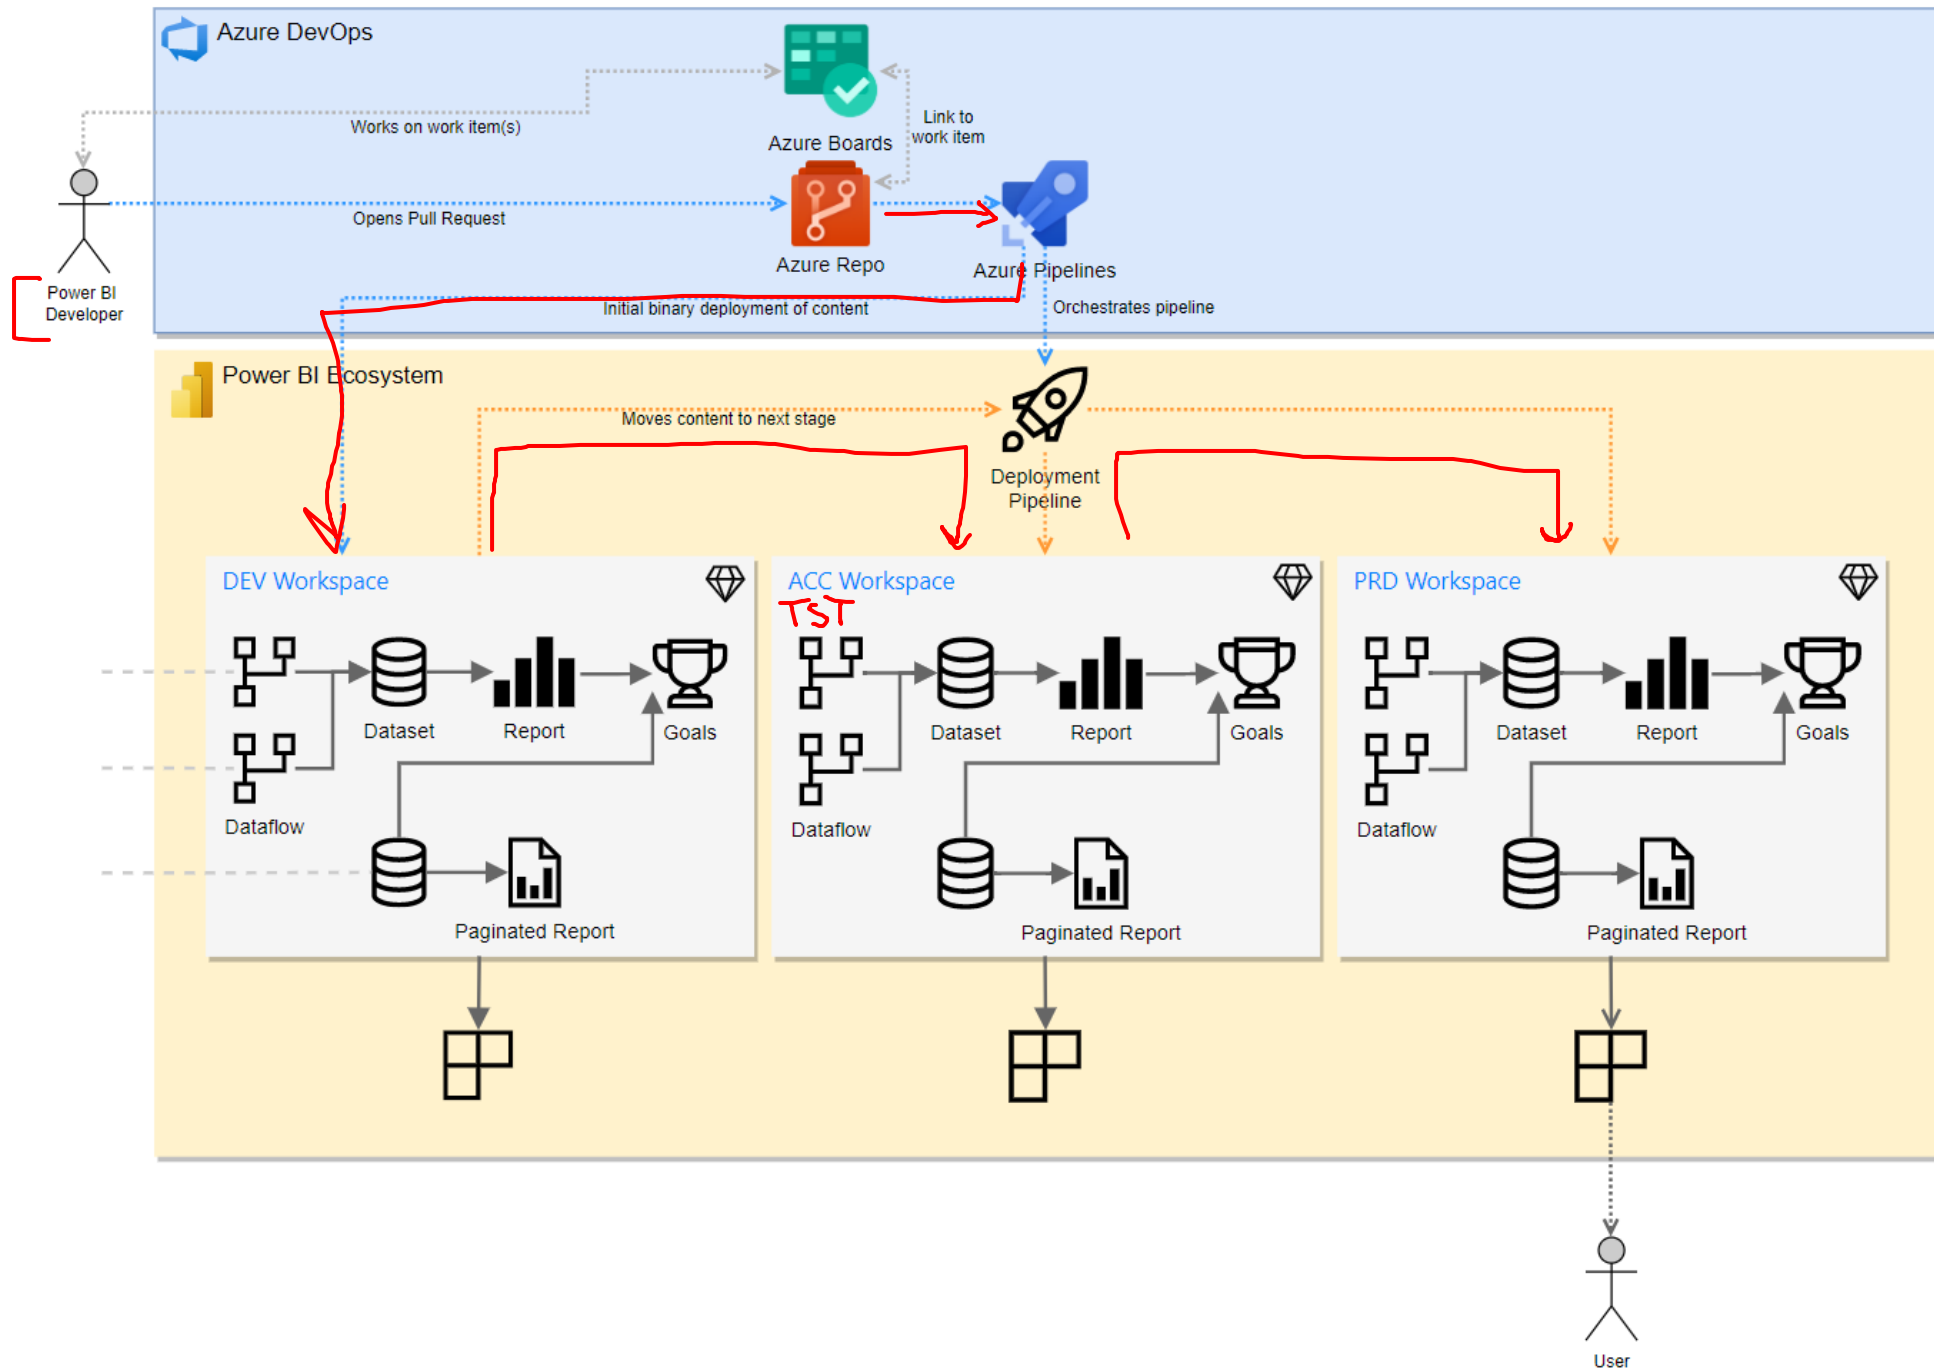 Azure DevOps
Works on work item(s)
Azure Boards
Link to
work item
Opens Pull Request
Azure Repo
Azure Pipelines
Power BI
Developer
Initial binary deployment of content
Orchestrates pipeline
Power BI Ecosystem
Moves content to next stage
Deployment
Pipeline
DEV Workspace
Dataset
Report
Goals
Dataflow
Paginated Report
ACC Workspace
TST
Dataset
Report
Goals
Dataflow
Paginated Report
PRD Workspace
Dataset
Report
Goals
Dataflow
Paginated Report
User